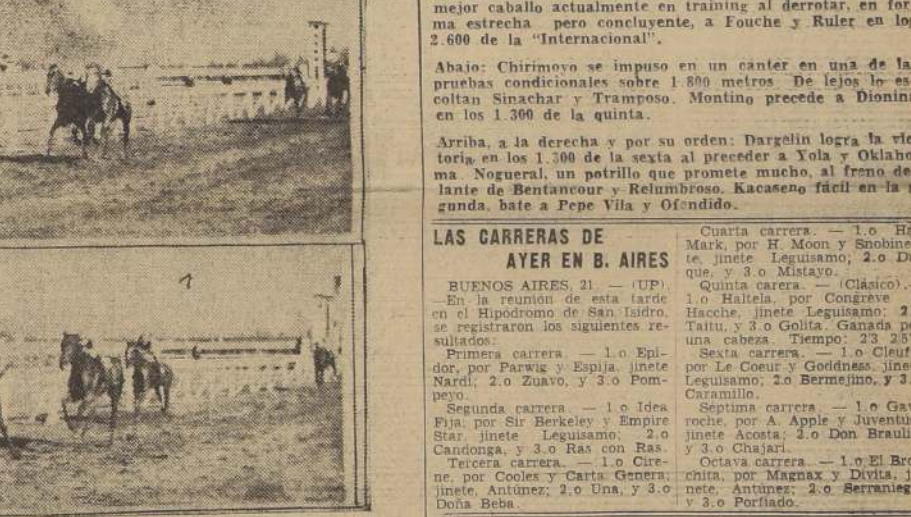 mejor caballo actualmente en training al derrotar, en for
ma estrecha pero concluyente, a Fouche y Ruler en lo
2.600 de la "Internacional".
Abajo: Chirimoyo se impuso en un canter en una de la
pruebas condicionales sobre 1.800 metros. De lejos lo es
coltan Sinachar y Tramposo. Montino precede a Dionin
en los 1.300 de la quinta.
Arriba, a la derecha y por su orden: Dargelin logra la vic
toria en los 1.300 de la sexta al preceder a Yola y Oklaho
ma. Nogueral, un potrillo que promete mucho, al freno de
lante de Bentancour y Relumbroso. Kacaseno fácil en la
gunda, bate a Pepe Vila y Ofendido.
LAS CARRERAS DE
AYER EN B. AIRES
BUENOS AIRES, 21. — (UP).
—En la reunión de esta tarde
en el Hipódromo de San Isidro,
se registraron los siguientes re-
sultados:
Primera carrera. — 1.o Epi-
dor, por Parwig y Espija, jinete
Nardi; 2.o Zuavo, y 3.o Pom-
peyo.
Segunda carrera. — 1.o Idea
Fija, por Sir Berkeley y Empire
Star, jinete Leguisamo; 2.o
Candonga, y 3.o Ras con Ras.
Tercera carrera. — 1.o Cire-
ne, por Cooles y Carta Genera;
jinete, Antúnez; 2.o Una, y 3.o
Doña Beba.
Cuarta carrera. — 1.o Ha
Mark, por H. Moon y Snobine
te, jinete Leguisamo; 2.o D
que, y 3.o Mistayo.
Quinta carera. — (Clásico).—
1.o Haltela, por Congreve
Hacche, jinete Leguisamo; 2.
Taitu, y 3.o Golita. Ganada p
una cabeza. Tiempo: 2'3 2|5
Sexta carrera. — 1.o Cleuf
por Le Coeur y Goddness, jine
Leguisamo; 2.o Bermejino, y 3.
Caramillo.
Séptima carrera — 1.o Ga
roche, por A. Apple y Juventu
jinete Acosta; 2.o Don Brauli
y 3.o Chajarí.
Octava carrera. — 1.o El Bro
chita, por Magnax y Divita, j
nete, Antúnez; 2.o Serranieg
y 3.o Porfiado.